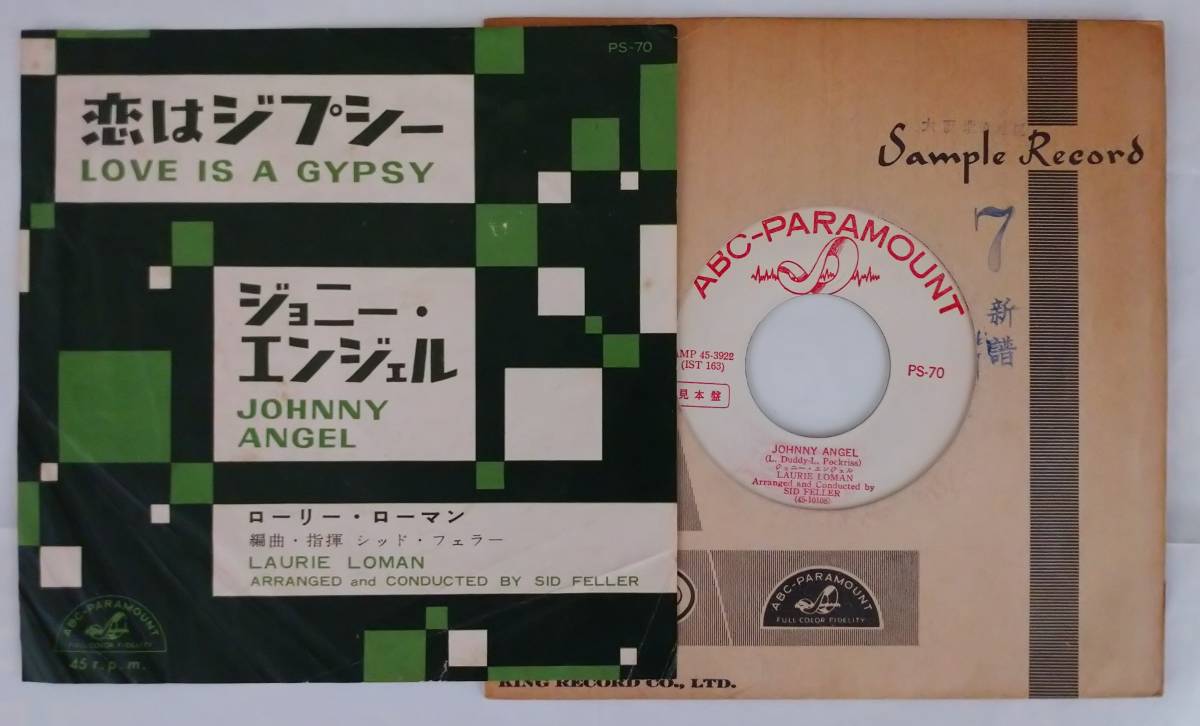 PS-70
恋はジプシー
LOVE IS A GYPSY
ジョニー・
エンジェル
JOHNNY
ANGEL
ローリー・ローマン
編曲・指揮 シッド・フェラー
LAURIE LOMAN
ARRANGED and CONDUCTED BY SID FELLER
ABC-PARAMOUNT
FULL COLOR FIDELITY
45 r.p.m.
Sample Record
7
新譜
ABC-PARAMOUNT
AMP 45-3922
(IST 163)
PS-70
見本盤
JOHNNY ANGEL
(L. Duddy-L. Pockriss)
ジョニー・エンジェル
LAURIE LOMAN
Arranged and Conducted by
SID FELLER
(45-10108)
ABC-PARAMOUNT
FULL COLOR FIDELITY
KING RECORD CO., LTD.